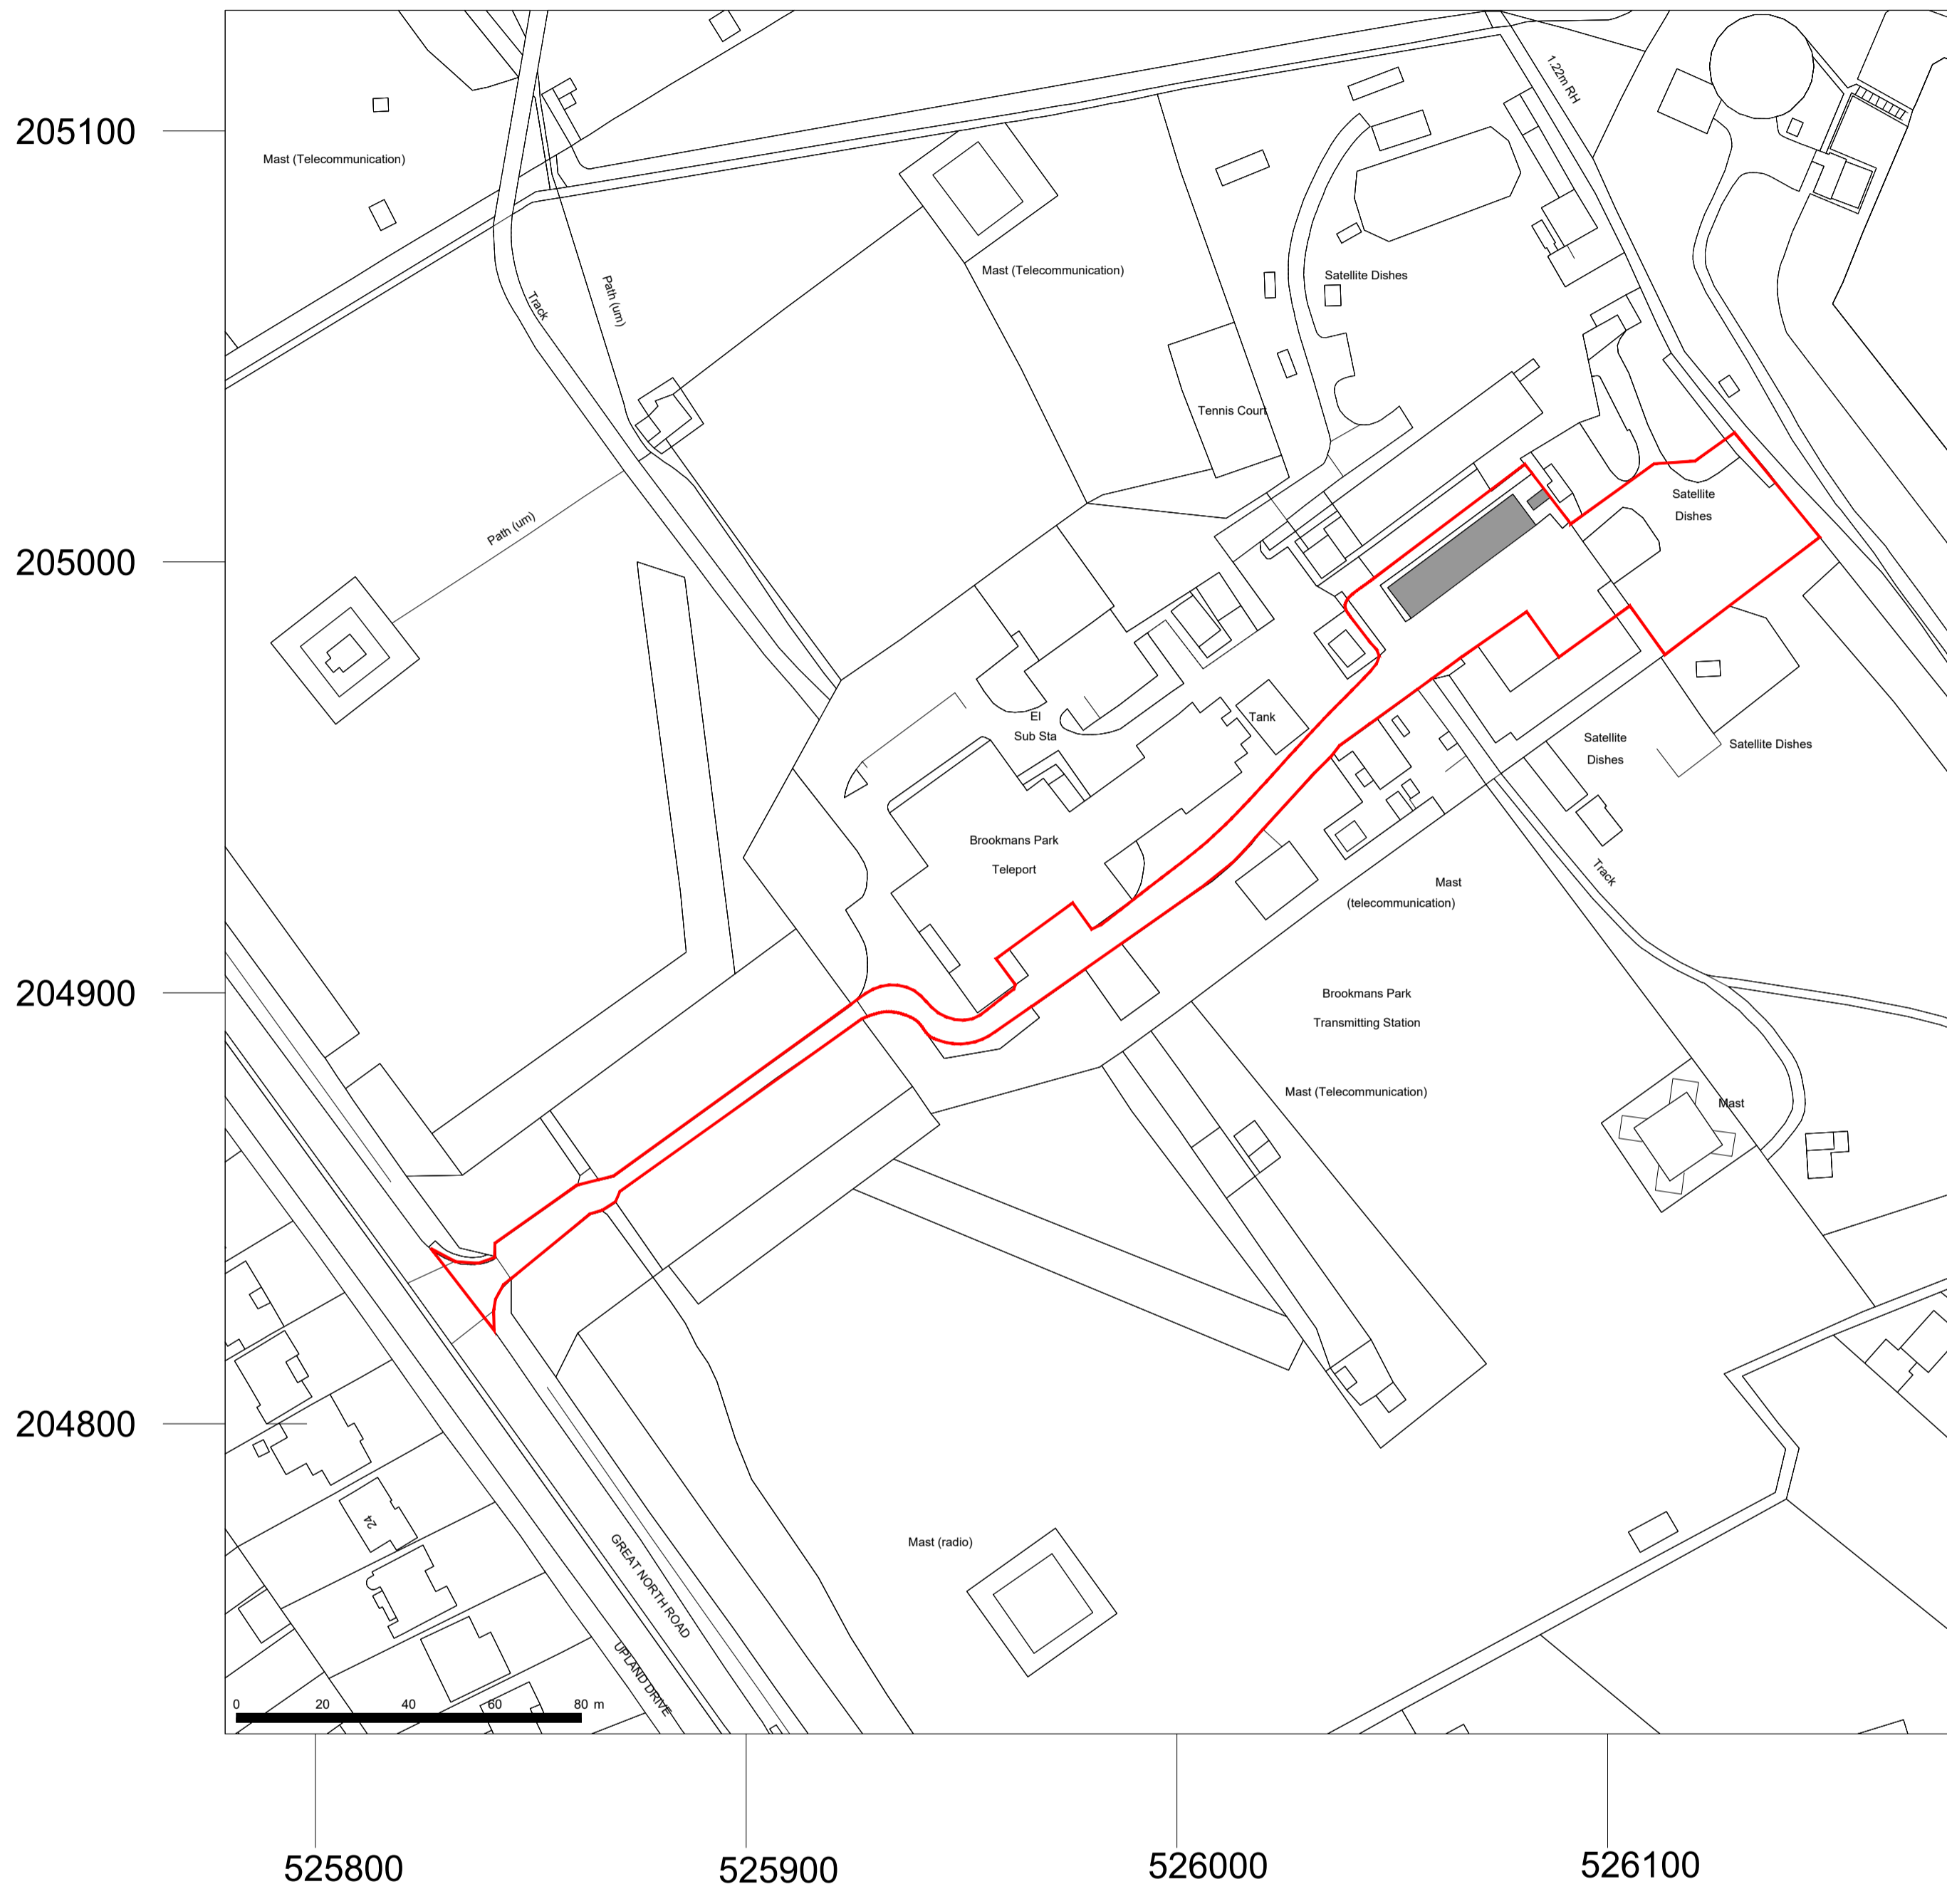 1.22m RH
205100
Mast (Telecommunication)
Mast (Telecommunication)
Satellite Dishes
Path (um)
Track
Tennis Court
Satellite
Dishes
Path (um)
205000
El
Sub Sta
Tank
Satellite
Dishes
Satellite Dishes
Brookmans Park
Teleport
Track
Mast
(telecommunication)
204900
Brookmans Park
Transmitting Station
Mast (Telecommunication)
Mast
204800
24
Mast (radio)
GREAT NORTH ROAD
UPLAND DRIVE
0 20 40 60 80 m
525800 525900 526000 526100